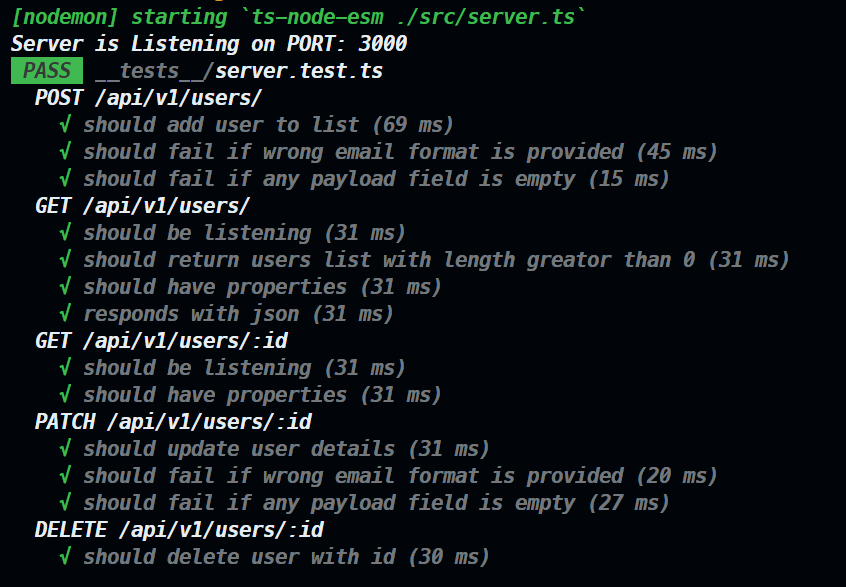 [nodemon] starting `ts-node-esm ./src/server.ts`
Server is Listening on PORT: 3000
PASS __tests__/server.test.ts
POST /api/v1/users/
√ should add user to list (69 ms)
√ should fail if wrong email format is provided (45 ms)
√ should fail if any payload field is empty (15 ms)
GET /api/v1/users/
√ should be listening (31 ms)
√ should return users list with length greator than 0 (31 ms)
√ should have properties (31 ms)
√ responds with json (31 ms)
GET /api/v1/users/:id
√ should be listening (31 ms)
√ should have properties (31 ms)
PATCH /api/v1/users/:id
√ should update user details (31 ms)
√ should fail if wrong email format is provided (20 ms)
√ should fail if any payload field is empty (27 ms)
DELETE /api/v1/users/:id
√ should delete user with id (30 ms)